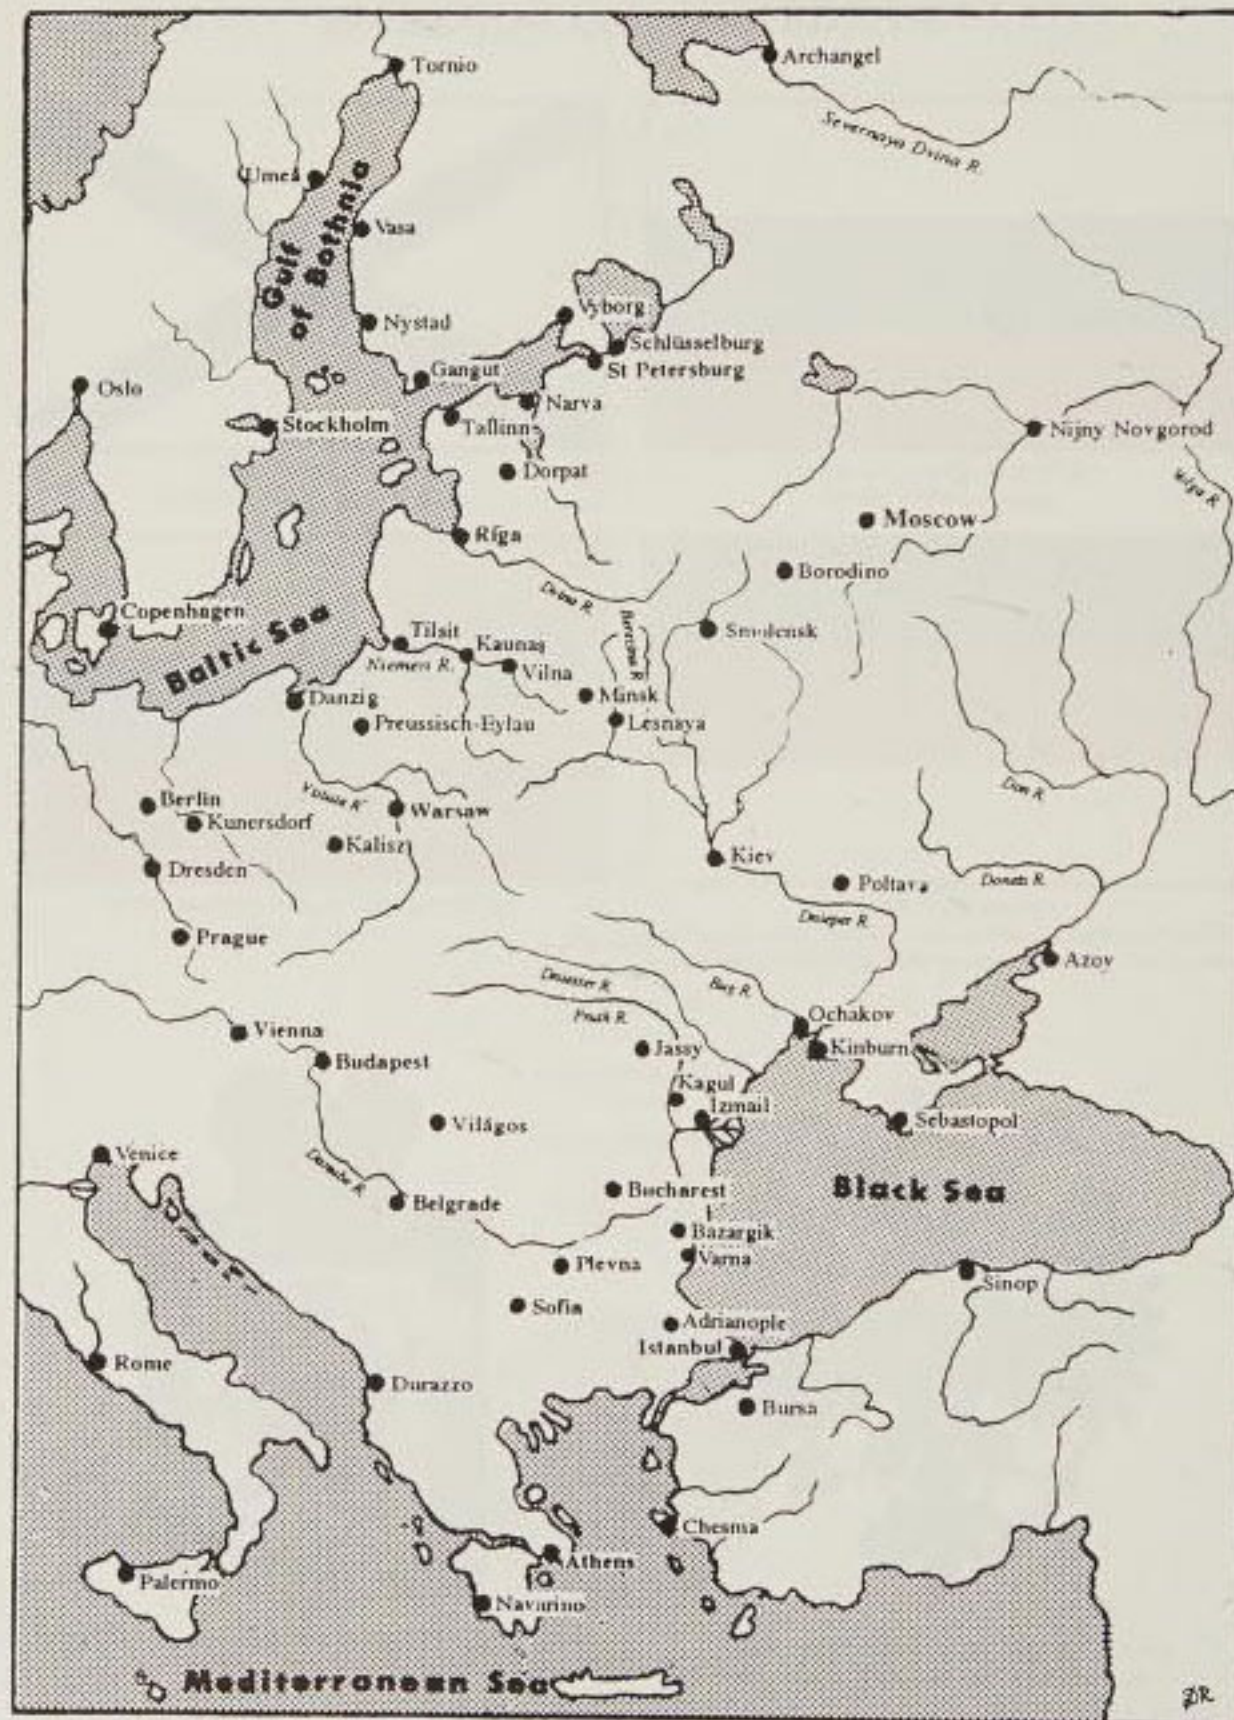 Archangel
Tornio
Severnaya Dvina R.
Umeå
Gulf
of Bothnia
Vasa
Nystad
Vyborg
Schlüsselburg
St Petersburg
Gangut
Oslo
Narva
Stockholm
Tallinn
Nijny Novgorod
Dorpat
Volga R.
Moscow
Riga
Borodino
Dvina R.
Copenhagen
Baltic Sea
Berezina R.
Smolensk
Tilsit
Kaunas
Niemen R.
Vilna
Minsk
Danzig
Lesnaya
Preussisch-Eylau
Don R.
Vistula R.
Berlin
Warsaw
Kunersdorf
Kalisz
Kiev
Dresden
Donets R.
Poltava
Dnieper R.
Prague
Azov
Dniester R.
Bug R.
Pruth R.
Ochakov
Vienna
Jassy
Kinburn
Budapest
Kagul
Izmail
Világos
Sebastopol
Venice
Danube R.
Bucharest
Black Sea
Belgrade
Bazargik
Varna
Plevna
Sinop
Sofia
Adrianople
Istanbul
Rome
Durazzo
Bursa
Chesma
Athens
Palermo
Navarino
Mediterranean Sea
DR